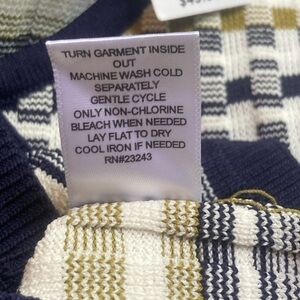 TURN GARMENT INSIDE
OUT
MACHINE WASH COLD
SEPARATELY
GENTLE CYCLE
ONLY NON-CHLORINE
BLEACH WHEN NEEDED
LAY FLAT TO DRY
COOL IRON IF NEEDED
RN#23243